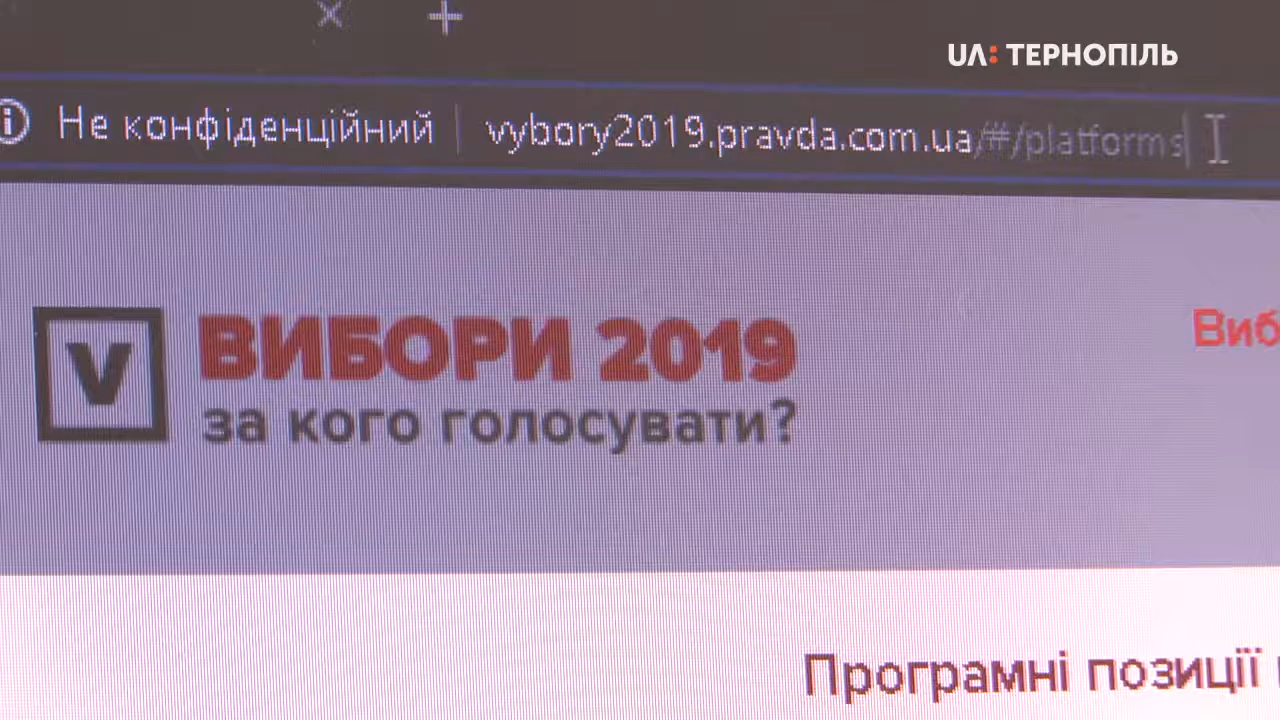 UA: ТЕРНОПІЛЬ
Не конфіденційний vybory2019.pravda.com.ua/#/platforms
V ВИБОРИ 2019
за кого голосувати?
Програмні позиції